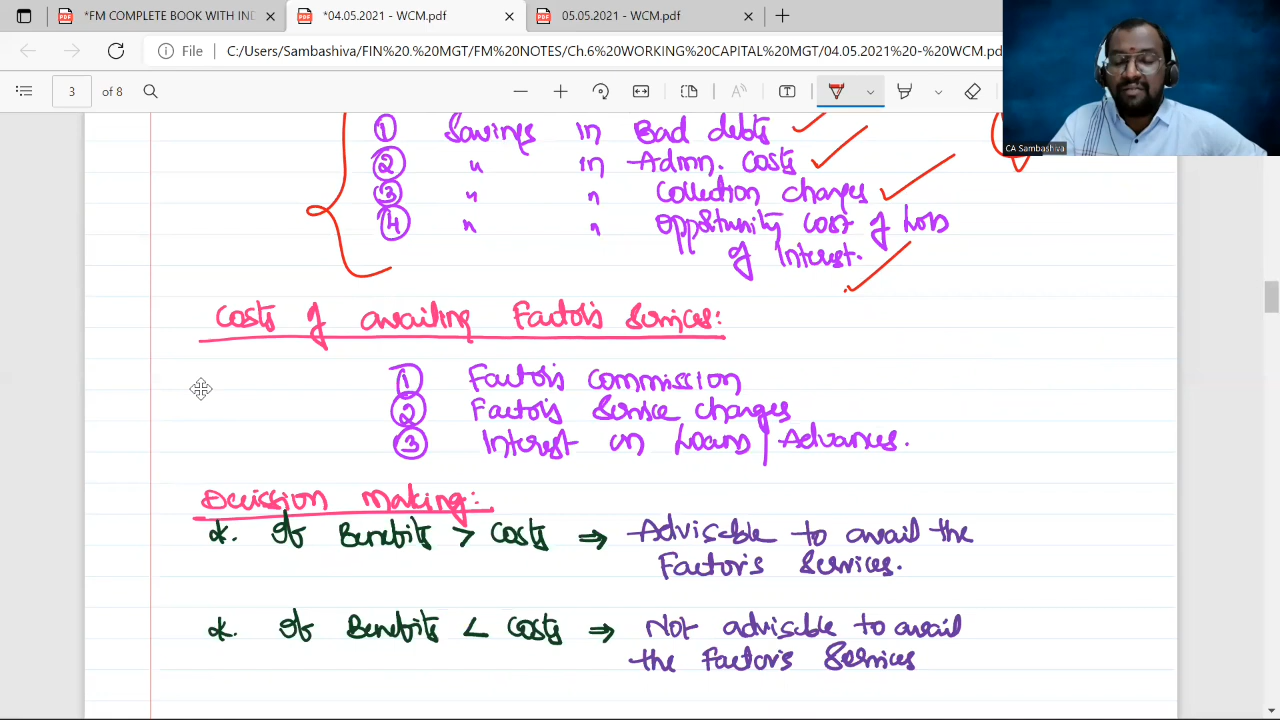 *FM COMPLETE BOOK WITH IND
*04.05.2021 - WCM.pdf
05.05.2021 - WCM.pdf
File
C:/Users/Sambashiva/FIN%20.%20MGT/FM%20NOTES/Ch.6%20WORKING%20CAPITAL%20MGT/04.05.2021%20-%20WCM.pd
3 of 8
CA Sambashiva
① Savings in Bad debts
② " in Admn. Costs
③ " " Collection charges
④ " " Opportunity Cost of Loss
of Interest.
Costs of availing Factor's Services:
① Factor's Commission
② Factor's Service charges
③ Interest on Loans / Advances.
Decission Making:
*. If Benefits > Costs ⇒ Advisable to avail the
Factor's Services.
*. If Benefits < Costs ⇒ Not advisable to avail
the Factor's Services